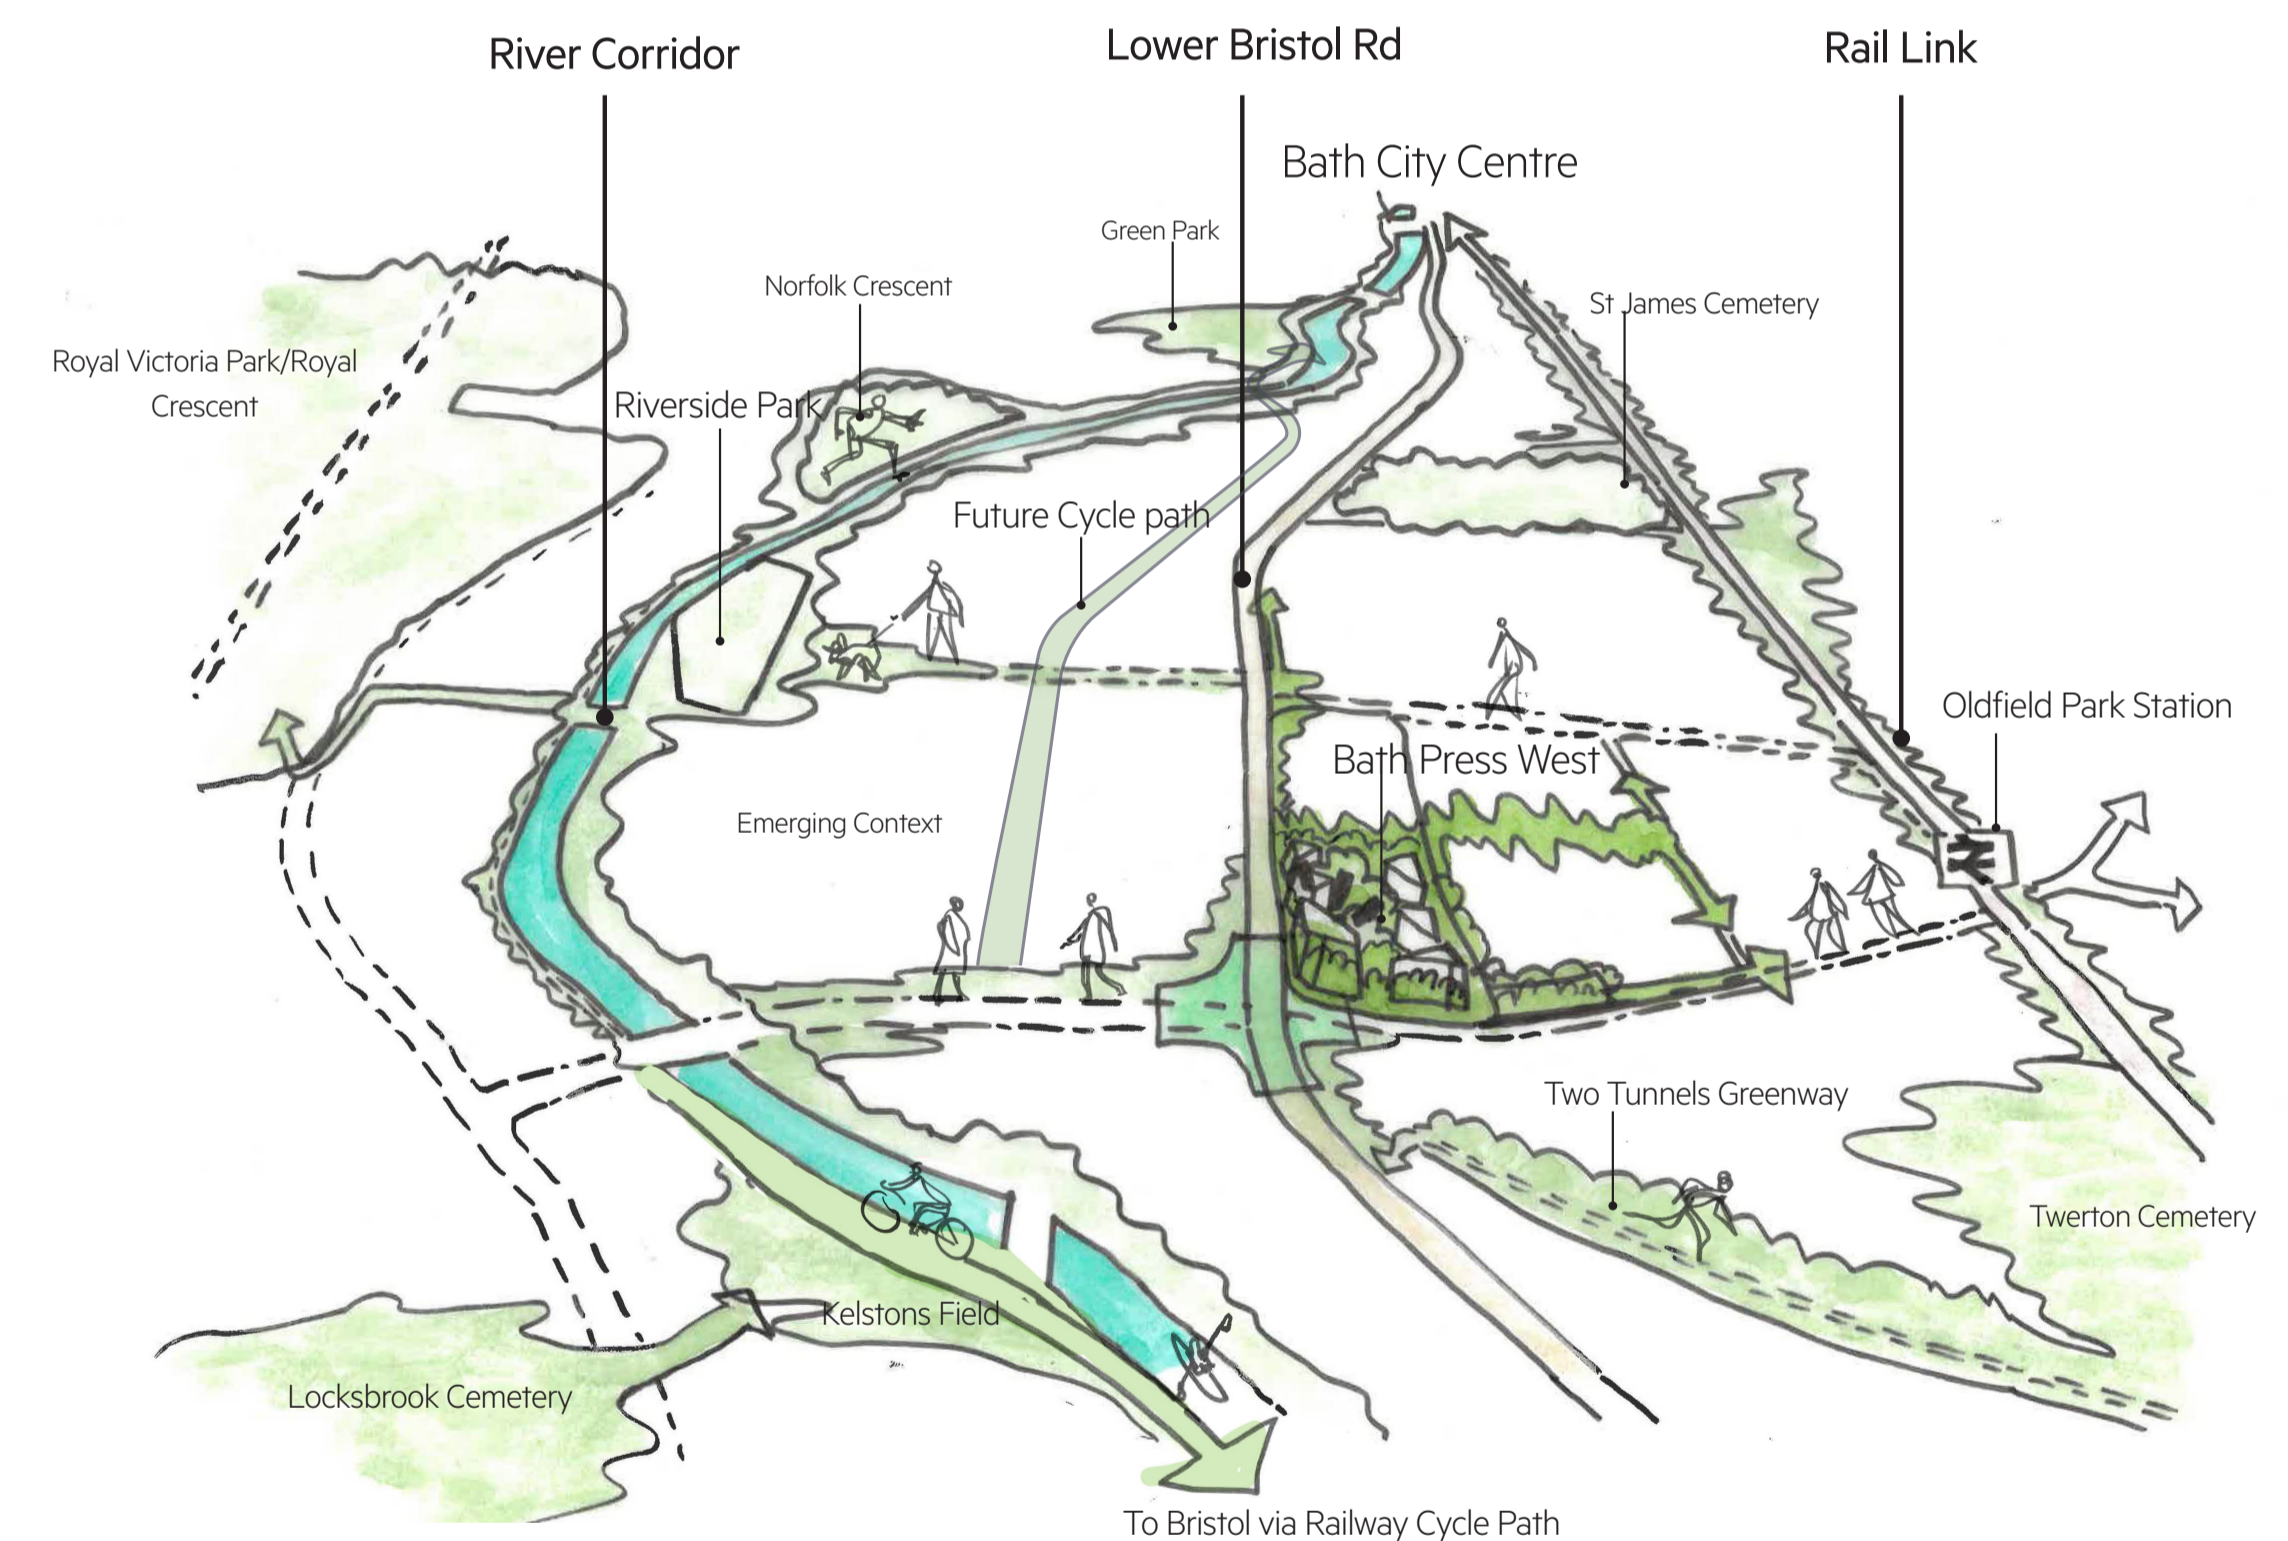 River Corridor
Lower Bristol Rd
Rail Link
Bath City Centre
Green Park
Norfolk Crescent
St James Cemetery
Royal Victoria Park/Royal
Crescent
Riverside Park
Future Cycle path
Oldfield Park Station
Bath Press West
Emerging Context
Two Tunnels Greenway
Twerton Cemetery
Kelstons Field
Locksbrook Cemetery
To Bristol via Railway Cycle Path